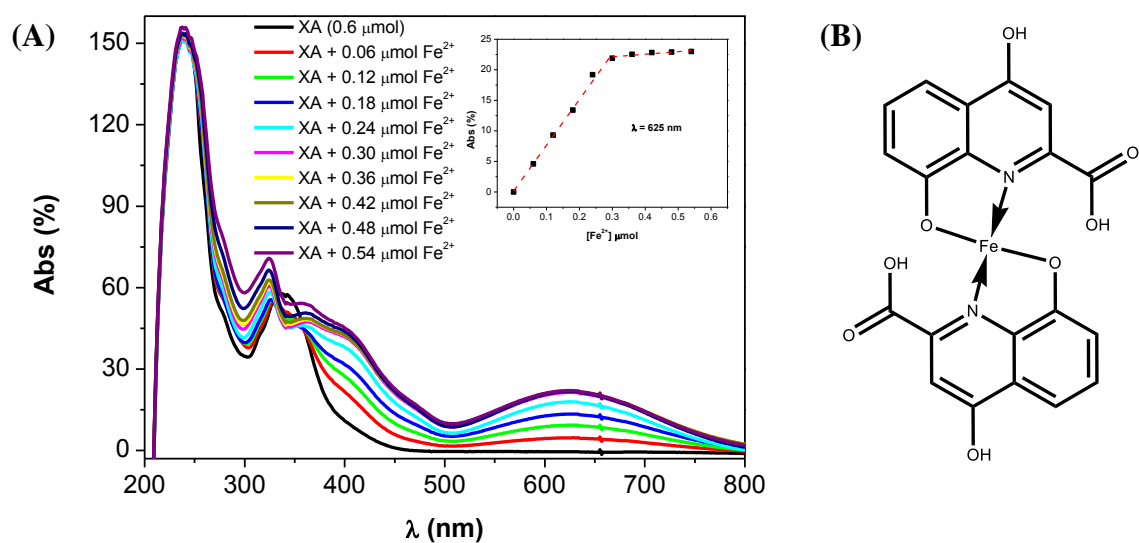 (A)
Abs (%)
150
120
90
60
30
0
200
300
400
500
600
700
800
λ (nm)
XA (0.6 μmol)
XA + 0.06 μmol Fe²⁺
XA + 0.12 μmol Fe²⁺
XA + 0.18 μmol Fe²⁺
XA + 0.24 μmol Fe²⁺
XA + 0.30 μmol Fe²⁺
XA + 0.36 μmol Fe²⁺
XA + 0.42 μmol Fe²⁺
XA + 0.48 μmol Fe²⁺
XA + 0.54 μmol Fe²⁺
Abs (%)
25
20
15
10
5
0
λ = 625 nm
0.0
0.1
0.2
0.3
0.4
0.5
0.6
[Fe²⁺] μmol
(B)
OH
O
N
OH
O
Fe
O
OH
N
O
OH